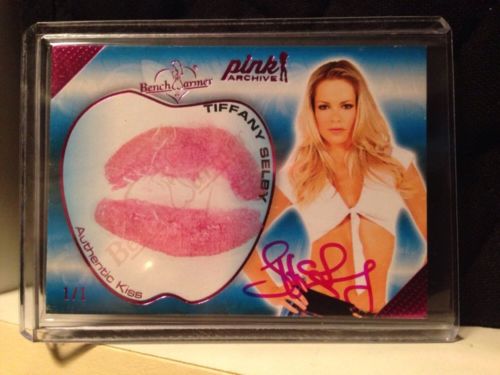 BenchWarmer
pink
ARCHIVE
TIFFANY SELBY
Authentic Kiss
1/1